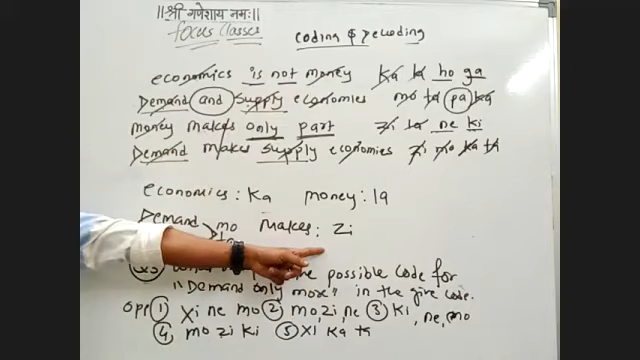 ||श्री गणेशाय नमः||
focus classes
coding & Decoding
economics is not money ka la ho ga
Demand and supply economies mo ta pa ka
money makes only part zi la ne ki
Demand makes supply economies zi mo ka ta
economics : ka money : la
Demand mo makes : zi
ta
possible code for
"Demand only more" in the give code.
opp ① xi ne mo ② mo, zi, ne ③ ki, ne, mo
④ mo zi ki ⑤ xi ka ta